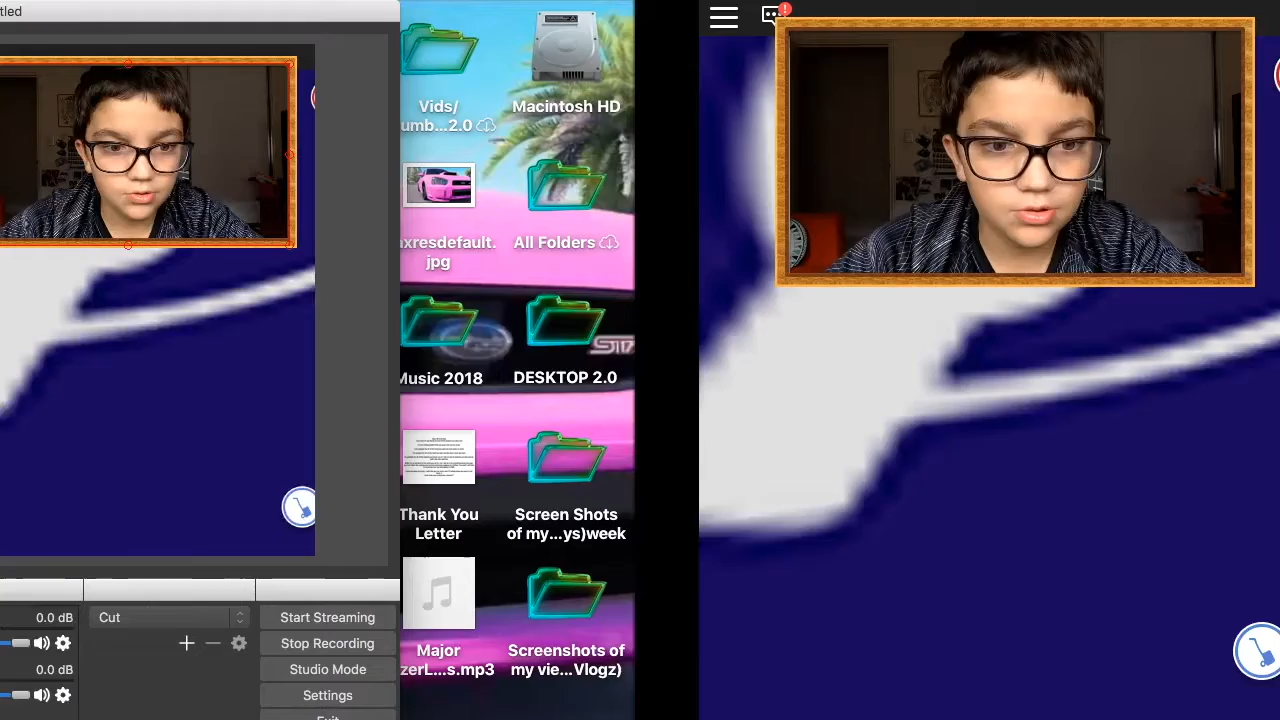 tled
Vids/
umb...2.0
Macintosh HD
axresdefault.
jpg
All Folders
Music 2018
DESKTOP 2.0
Thank You
Letter
Screen Shots
of my...ys)week
Major
zerL...s.mp3
Screenshots of
my vie...Vlogz)
0.0 dB
Cut
Start Streaming
Stop Recording
0.0 dB
Studio Mode
Settings
Exit